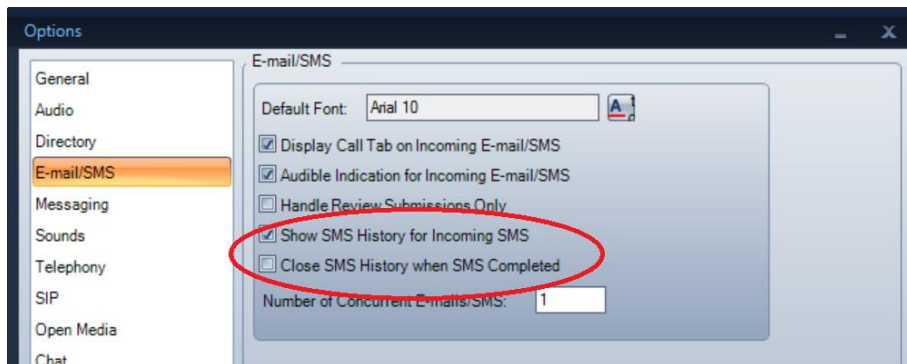 Options
General
Audio
Directory
E-mail/SMS
Messaging
Sounds
Telephony
SIP
Open Media
Chat
E-mail/SMS
Default Font: Arial 10
Display Call Tab on Incoming E-mail/SMS
Audible Indication for Incoming E-mail/SMS
Handle Review Submissions Only
Show SMS History for Incoming SMS
Close SMS History when SMS Completed
Number of Concurrent E-mails/SMS: 1